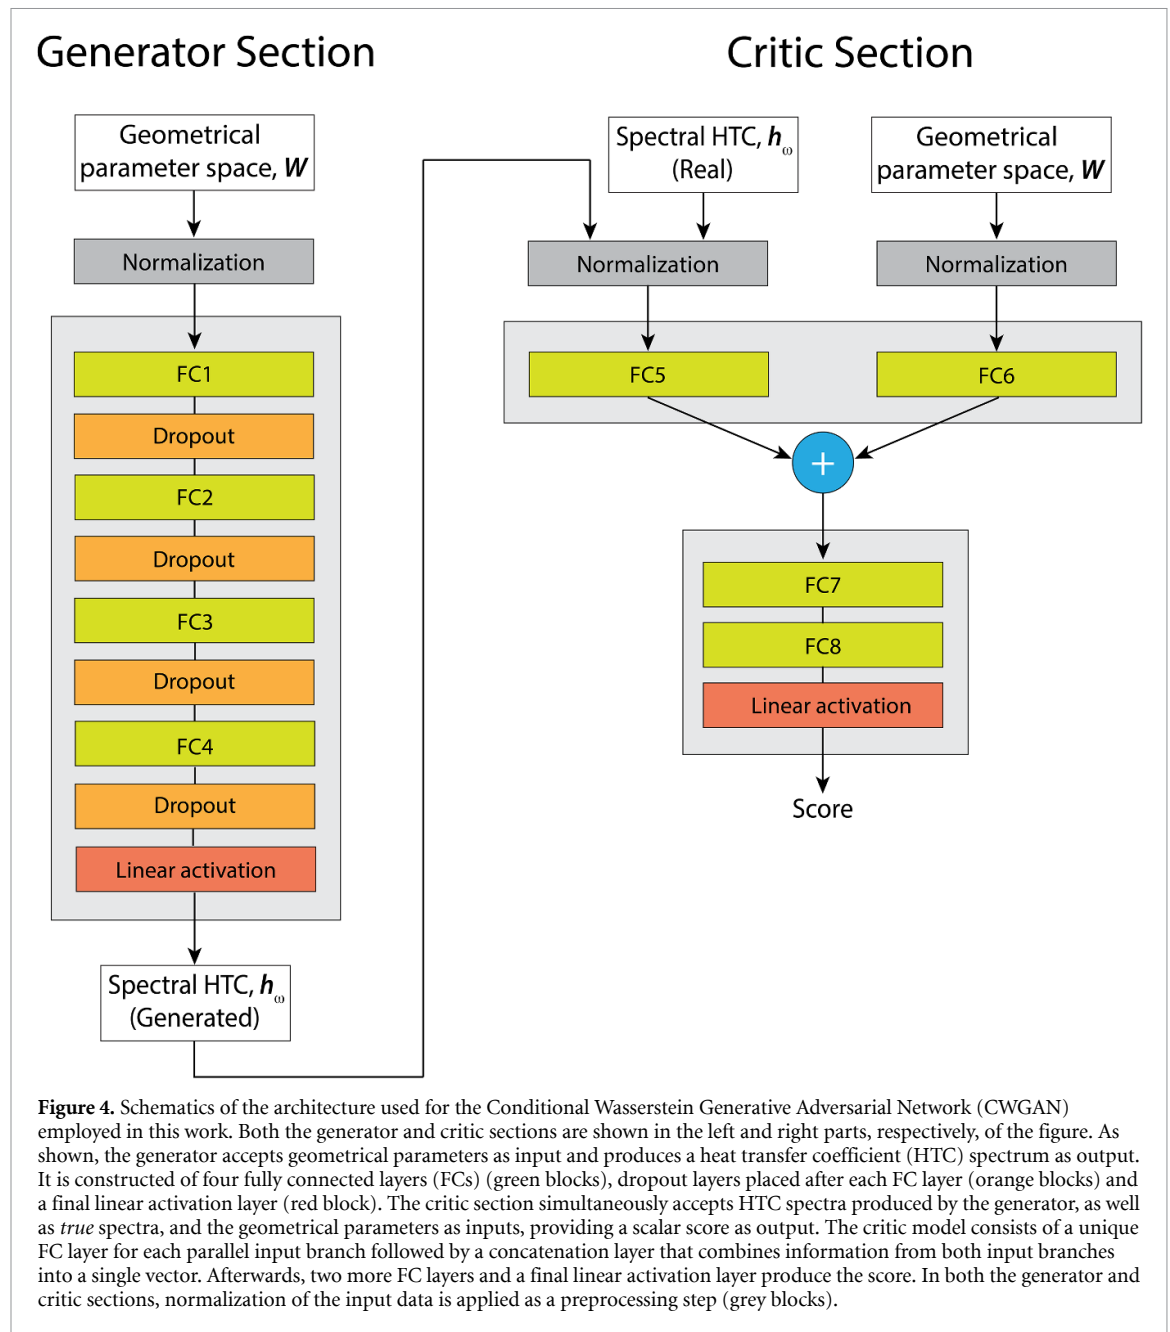 Generator Section
Geometrical
parameter space, W
Normalization
FC1
Dropout
FC2
Dropout
FC3
Dropout
FC4
Dropout
Linear activation
Spectral HTC, hω
(Generated)
Critic Section
Spectral HTC, hω
(Real)
Geometrical
parameter space, W
Normalization
Normalization
FC5
FC6
+
FC7
FC8
Linear activation
Score
Figure 4. Schematics of the architecture used for the Conditional Wasserstein Generative Adversarial Network (CWGAN)
employed in this work. Both the generator and critic sections are shown in the left and right parts, respectively, of the figure. As
shown, the generator accepts geometrical parameters as input and produces a heat transfer coefficient (HTC) spectrum as output.
It is constructed of four fully connected layers (FCs) (green blocks), dropout layers placed after each FC layer (orange blocks) and
a final linear activation layer (red block). The critic section simultaneously accepts HTC spectra produced by the generator, as well
as true spectra, and the geometrical parameters as inputs, providing a scalar score as output. The critic model consists of a unique
FC layer for each parallel input branch followed by a concatenation layer that combines information from both input branches
into a single vector. Afterwards, two more FC layers and a final linear activation layer produce the score. In both the generator and
critic sections, normalization of the input data is applied as a preprocessing step (grey blocks).